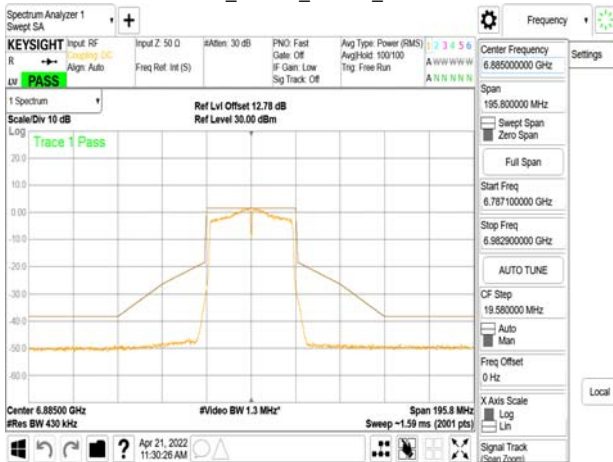 Spectrum Analyzer 1
Swept SA
Frequency
KEYSIGHT
Input: RF
Coupling: DC
Align: Auto
R
LV
PASS
Input Z: 50 Ω
Freq Ref: Int (S)
#Atten: 30 dB
PNO: Fast
Gate: Off
IF Gain: Low
Sig Track: Off
Avg Type: Power (RMS)
Avg|Hold: 100/100
Trig: Free Run
1 2 3 4 5 6
A W W W W W
A N N N N N
1 Spectrum
Scale/Div 10 dB
Ref Lvl Offset 12.78 dB
Ref Level 30.00 dBm
Log
Trace 1 Pass
20.0
10.0
0.00
-10.0
-20.0
-30.0
-40.0
-50.0
-60.0
Center 6.88500 GHz
#Res BW 430 kHz
#Video BW 1.3 MHz*
Span 195.8 MHz
Sweep ~1.59 ms (2001 pts)
Apr 21, 2022
11:30:26 AM
Center Frequency
6.885000000 GHz
Span
195.800000 MHz
Swept Span
Zero Span
Full Span
Start Freq
6.787100000 GHz
Stop Freq
6.982900000 GHz
AUTO TUNE
CF Step
19.580000 MHz
Auto
Man
Freq Offset
0 Hz
X Axis Scale
Log
Lin
Signal Track
(Span Zoom)
Settings
Local